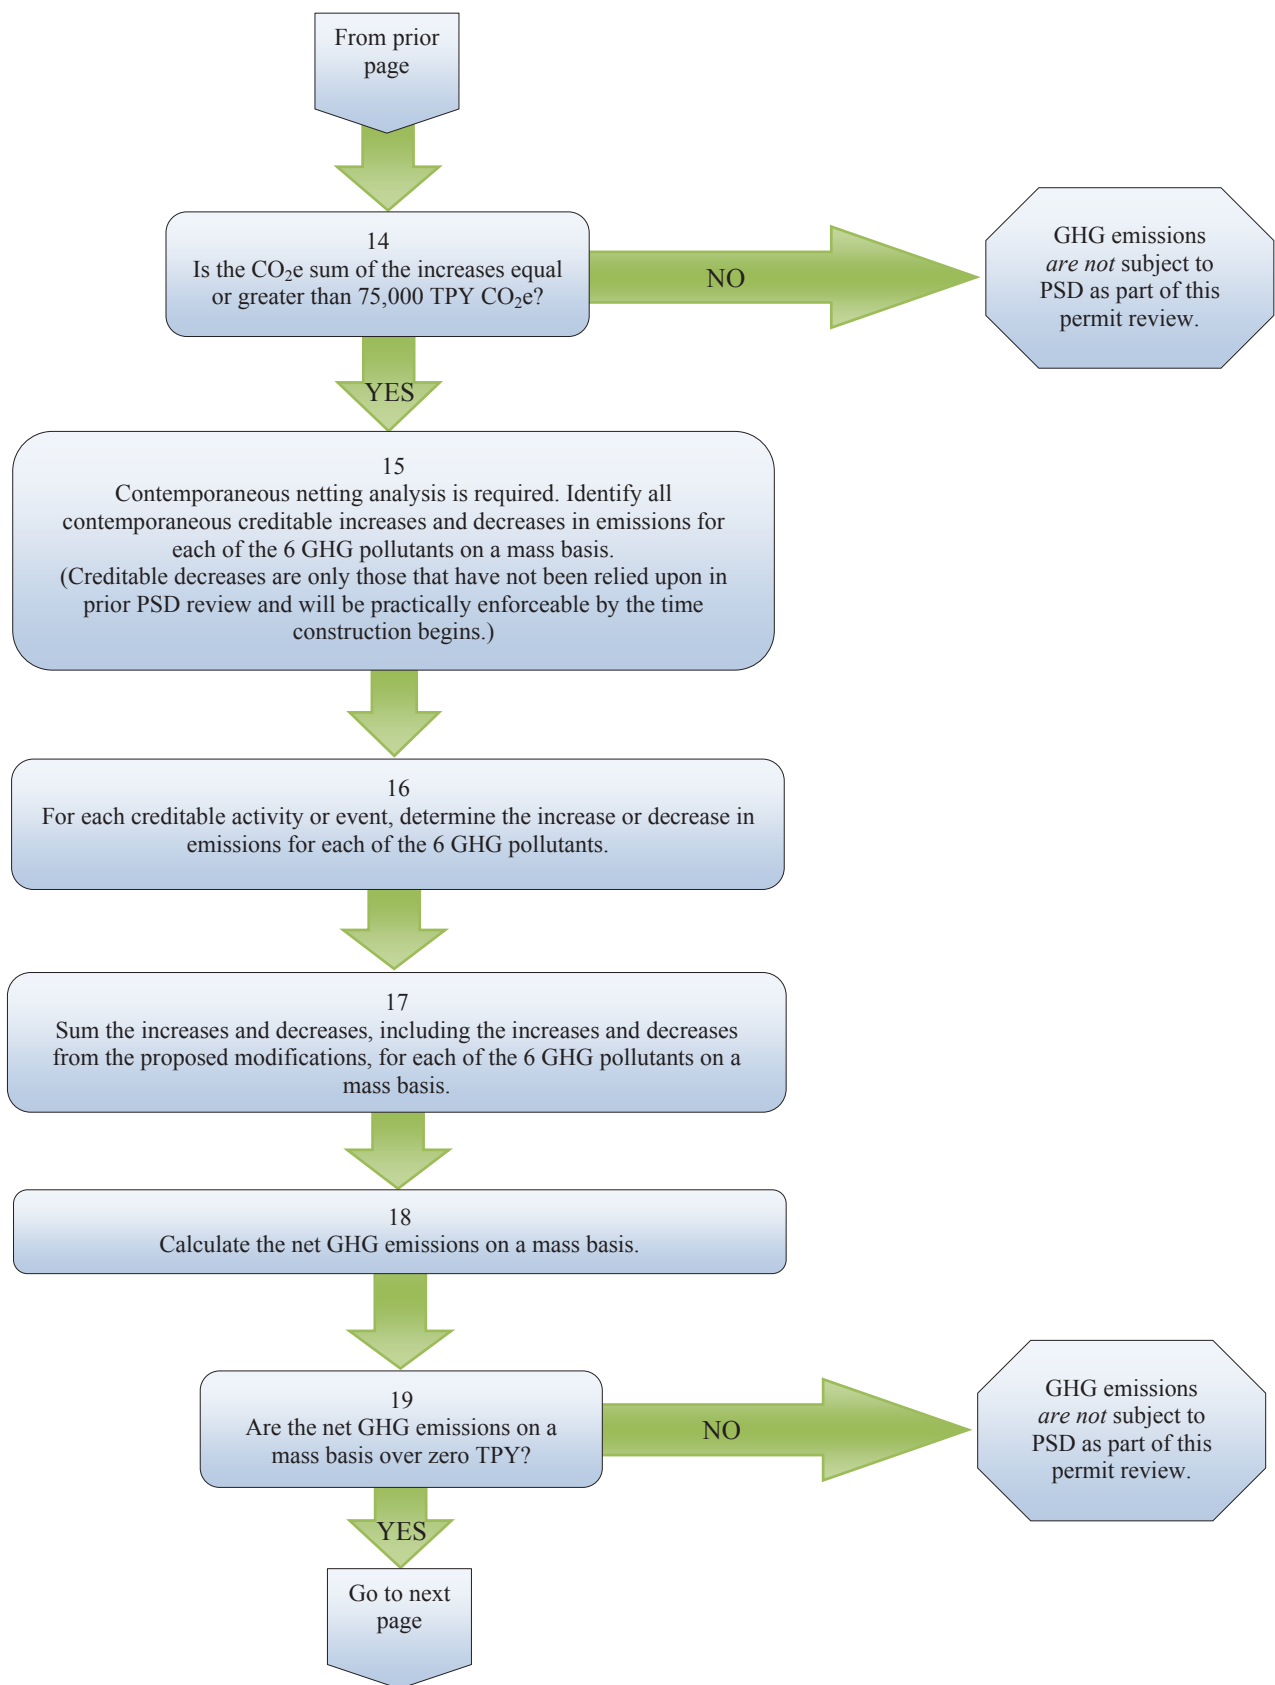 From prior
page
14
Is the CO₂e sum of the increases equal
or greater than 75,000 TPY CO₂e?
NO
GHG emissions
are not subject to
PSD as part of this
permit review.
YES
15
Contemporaneous netting analysis is required. Identify all
contemporaneous creditable increases and decreases in emissions for
each of the 6 GHG pollutants on a mass basis.
(Creditable decreases are only those that have not been relied upon in
prior PSD review and will be practically enforceable by the time
construction begins.)
16
For each creditable activity or event, determine the increase or decrease in
emissions for each of the 6 GHG pollutants.
17
Sum the increases and decreases, including the increases and decreases
from the proposed modifications, for each of the 6 GHG pollutants on a
mass basis.
18
Calculate the net GHG emissions on a mass basis.
19
Are the net GHG emissions on a
mass basis over zero TPY?
NO
GHG emissions
are not subject to
PSD as part of this
permit review.
YES
Go to next
page